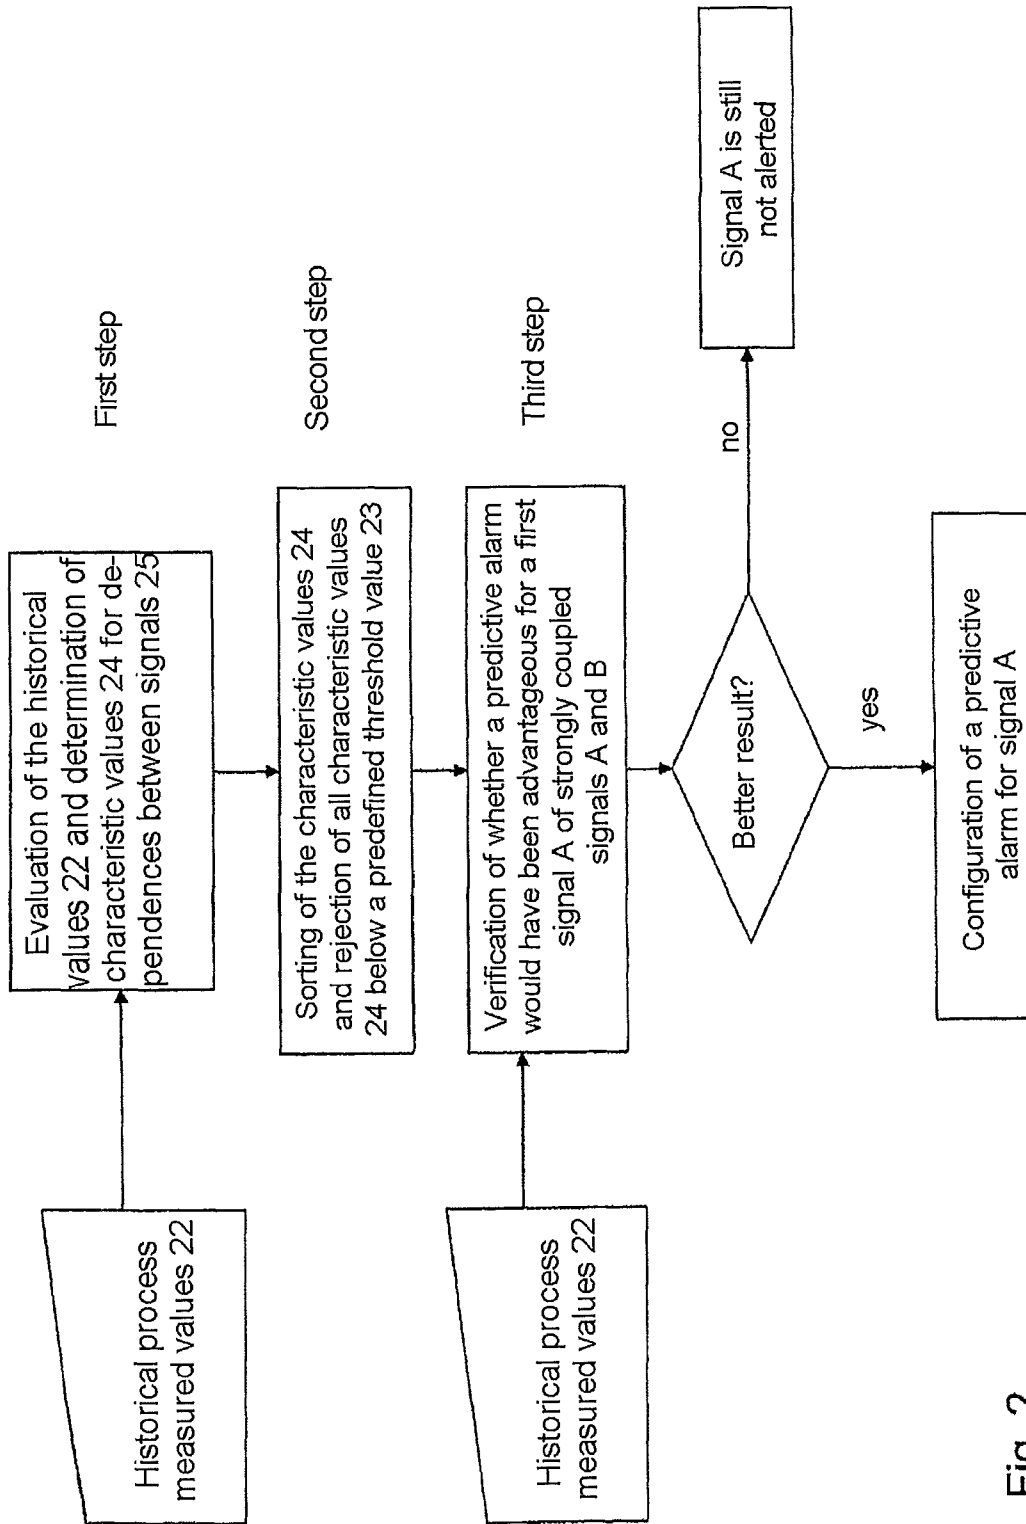 Historical process
measured values 22
Evaluation of the historical
values 22 and determination of
characteristic values 24 for de-
pendences between signals 25
First step
Sorting of the characteristic values 24
and rejection of all characteristic values
24 below a predefined threshold value 23
Second step
Historical process
measured values 22
Verification of whether a predictive alarm
would have been advantageous for a first
signal A of strongly coupled
signals A and B
Third step
Better result?
no
Signal A is still
not alerted
yes
Configuration of a predictive
alarm for signal A
Fig. 2